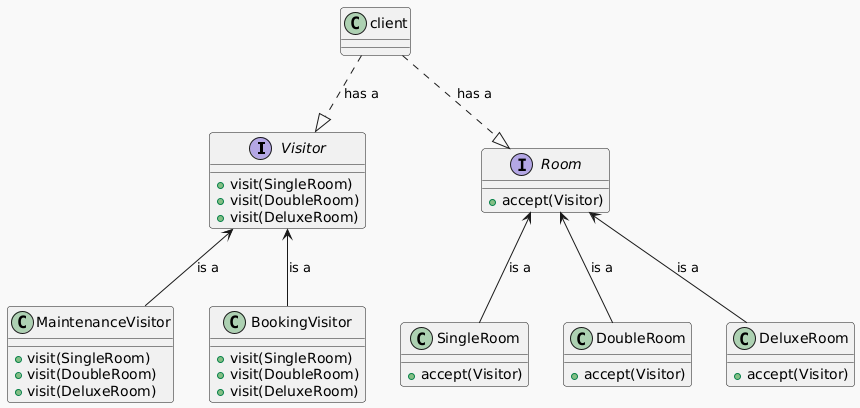 C client
has a
has a
I Visitor
visit(SingleRoom)
visit(DoubleRoom)
visit(DeluxeRoom)
I Room
accept(Visitor)
is a
is a
is a
is a
is a
C MaintenanceVisitor
visit(SingleRoom)
visit(DoubleRoom)
visit(DeluxeRoom)
C BookingVisitor
visit(SingleRoom)
visit(DoubleRoom)
visit(DeluxeRoom)
C SingleRoom
accept(Visitor)
C DoubleRoom
accept(Visitor)
C DeluxeRoom
accept(Visitor)